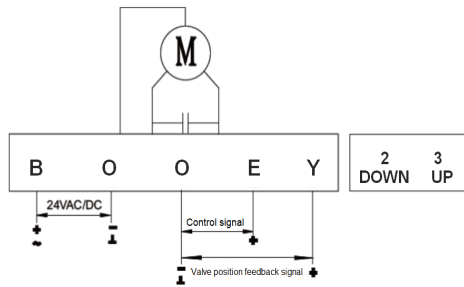 M
B O O E Y
2 3
DOWN UP
24VAC/DC
Control signal
Valve position feedback signal